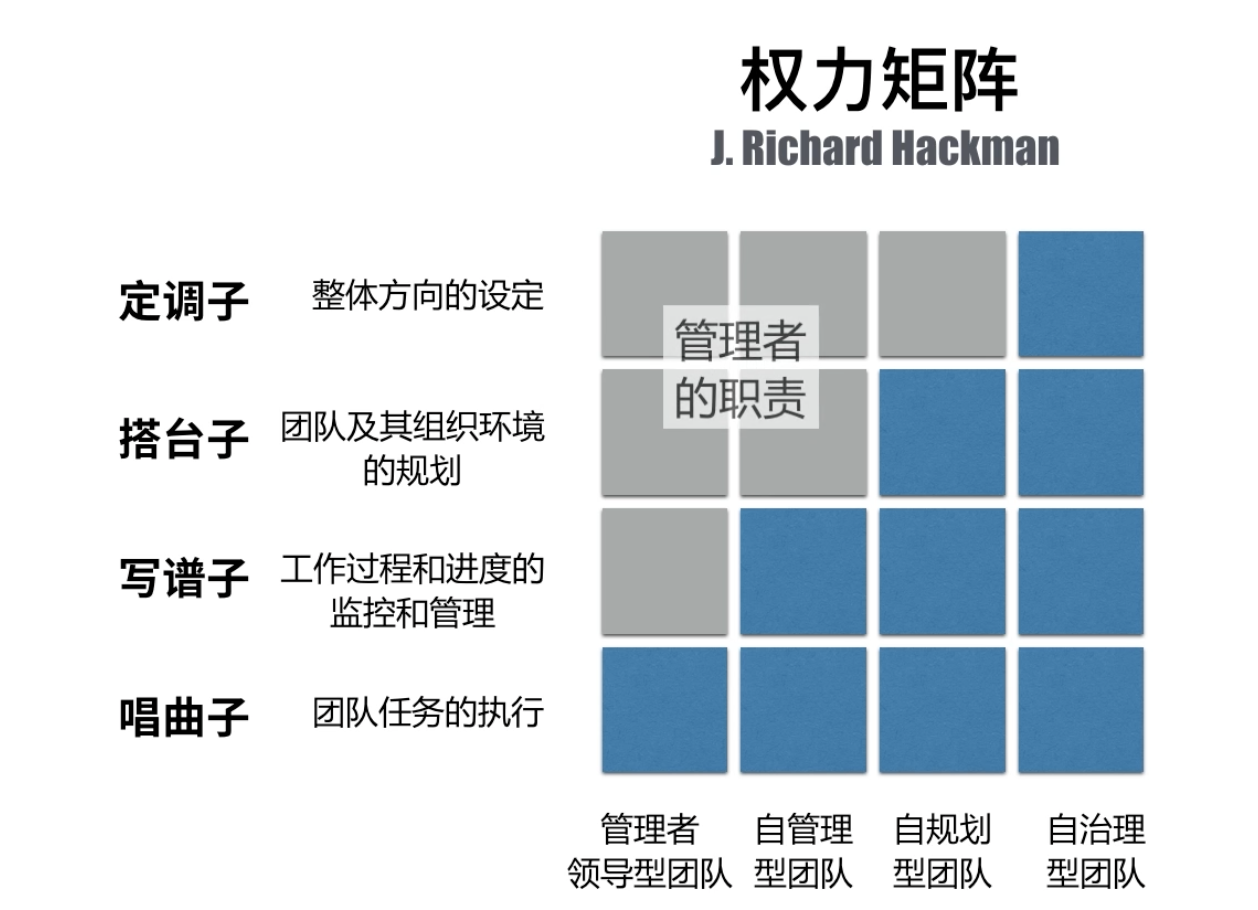 权力矩阵
J. Richard Hackman
定调子
整体方向的设定
管理者
的职责
搭台子
团队及其组织环境
的规划
写谱子
工作过程和进度的
监控和管理
唱曲子
团队任务的执行
管理者
领导型团队
自管理
型团队
自规划
型团队
自治理
型团队